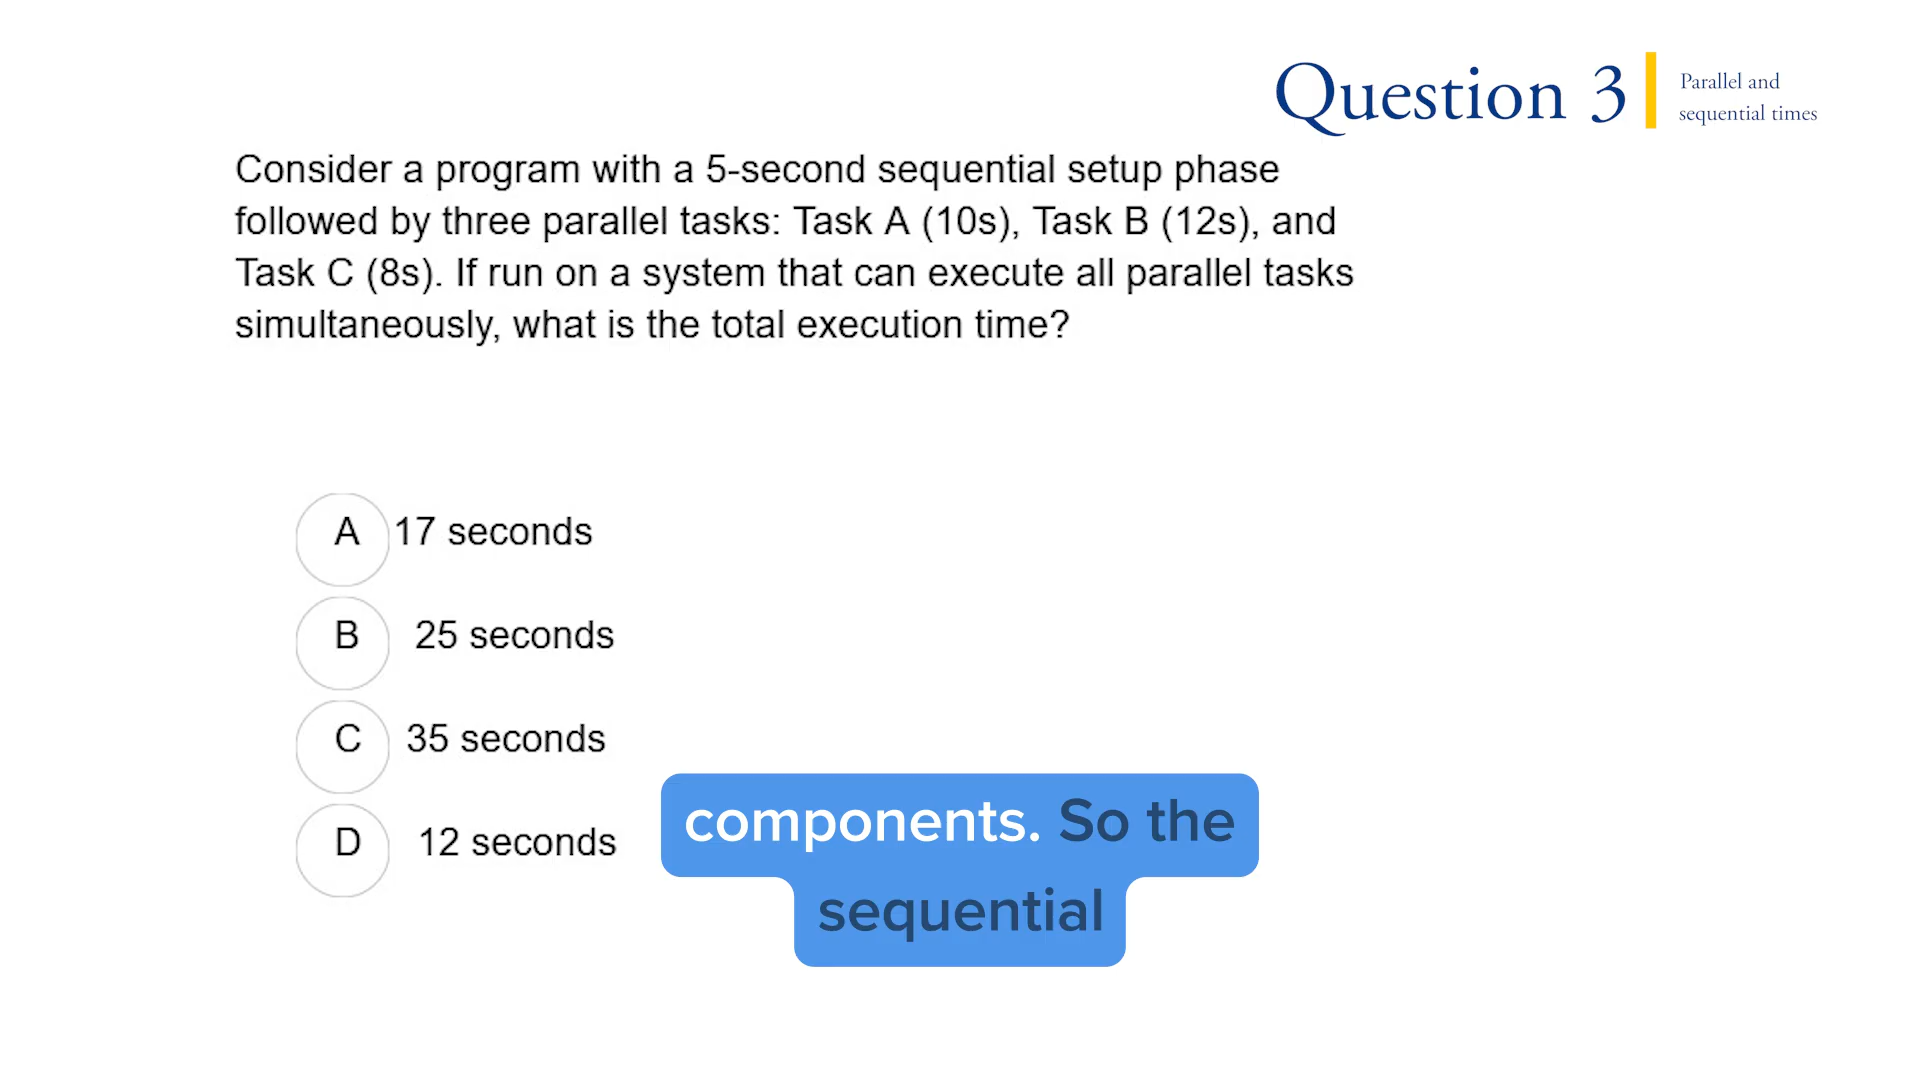 Question 3
Parallel and
sequential times
Consider a program with a 5-second sequential setup phase
followed by three parallel tasks: Task A (10s), Task B (12s), and
Task C (8s). If run on a system that can execute all parallel tasks
simultaneously, what is the total execution time?
A 17 seconds
B 25 seconds
C 35 seconds
D 12 seconds
components. So the
sequential